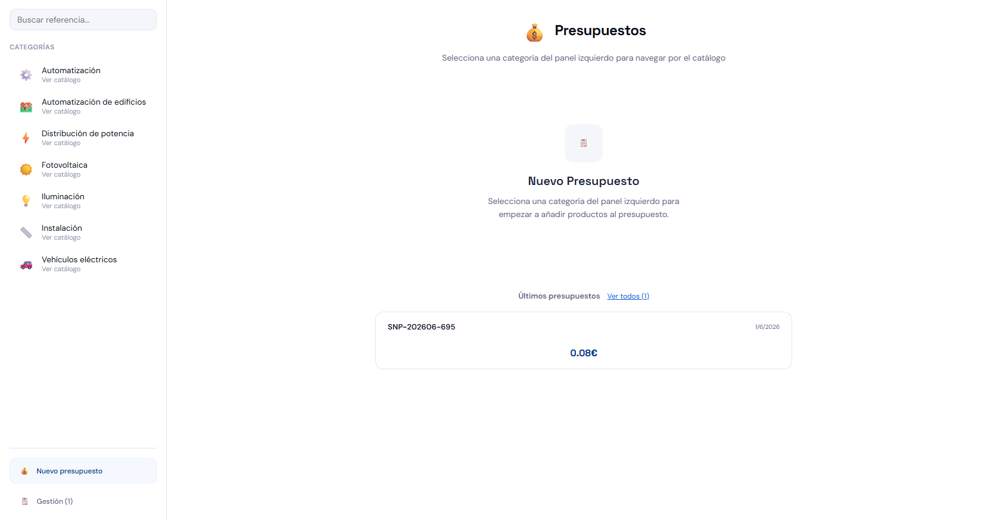 Buscar referencia...
CATEGORÍAS
Automatización
Ver catálogo
Automatización de edificios
Ver catálogo
Distribución de potencia
Ver catálogo
Fotovoltaica
Ver catálogo
Iluminación
Ver catálogo
Instalación
Ver catálogo
Vehículos eléctricos
Ver catálogo
Nuevo presupuesto
Gestión (1)
Presupuestos
Selecciona una categoría del panel izquierdo para navegar por el catálogo
Nuevo Presupuesto
Selecciona una categoría del panel izquierdo para
empezar a añadir productos al presupuesto.
Últimos presupuestos Ver todos (1)
SNP-202606-695 1/6/2026
0.08€